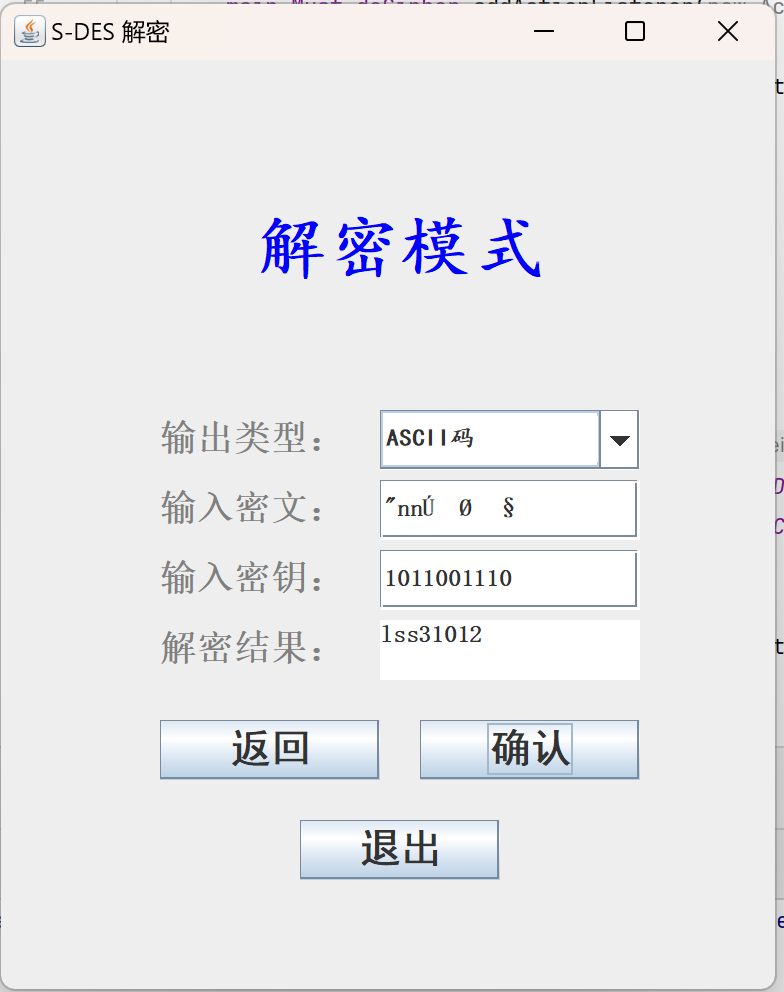 S-DES 解密
解密模式
输出类型： ASCII码
输入密文： ″nnÚ Ø §
输入密钥： 1011001110
解密结果： lss31012
返回 确认
退出